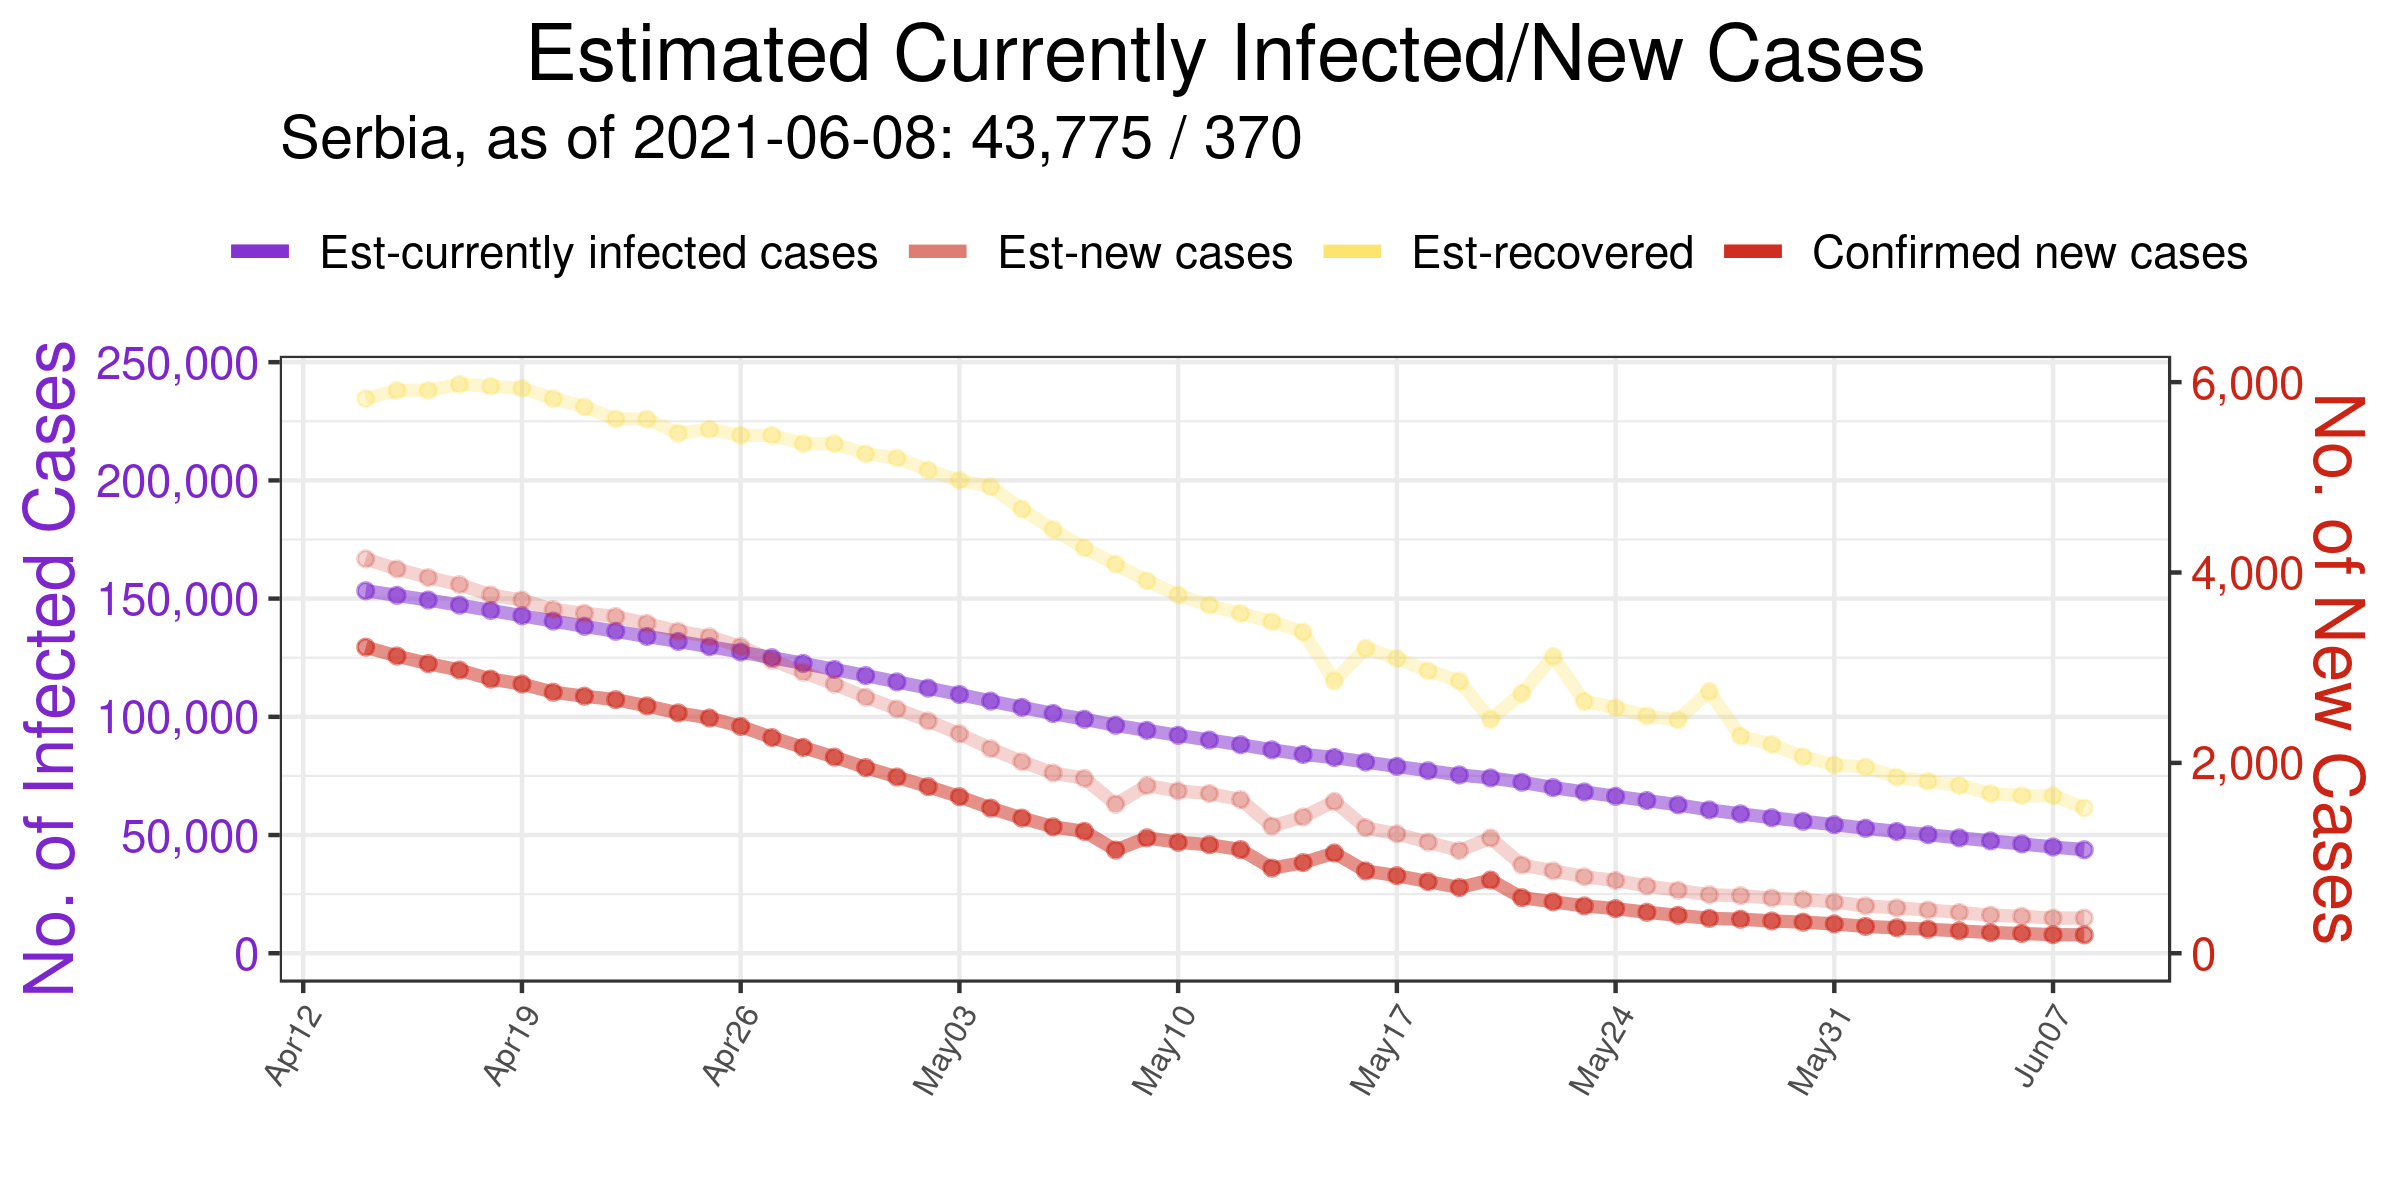 Estimated Currently Infected/New Cases
Serbia, as of 2021-06-08: 43,775 / 370
Est-currently infected cases Est-new cases Est-recovered Confirmed new cases
No. of Infected Cases
250,000
200,000
150,000
100,000
50,000
0
6,000
4,000
2,000
0
No. of New Cases
Apr12 Apr19 Apr26 May03 May10 May17 May24 May31 Jun07